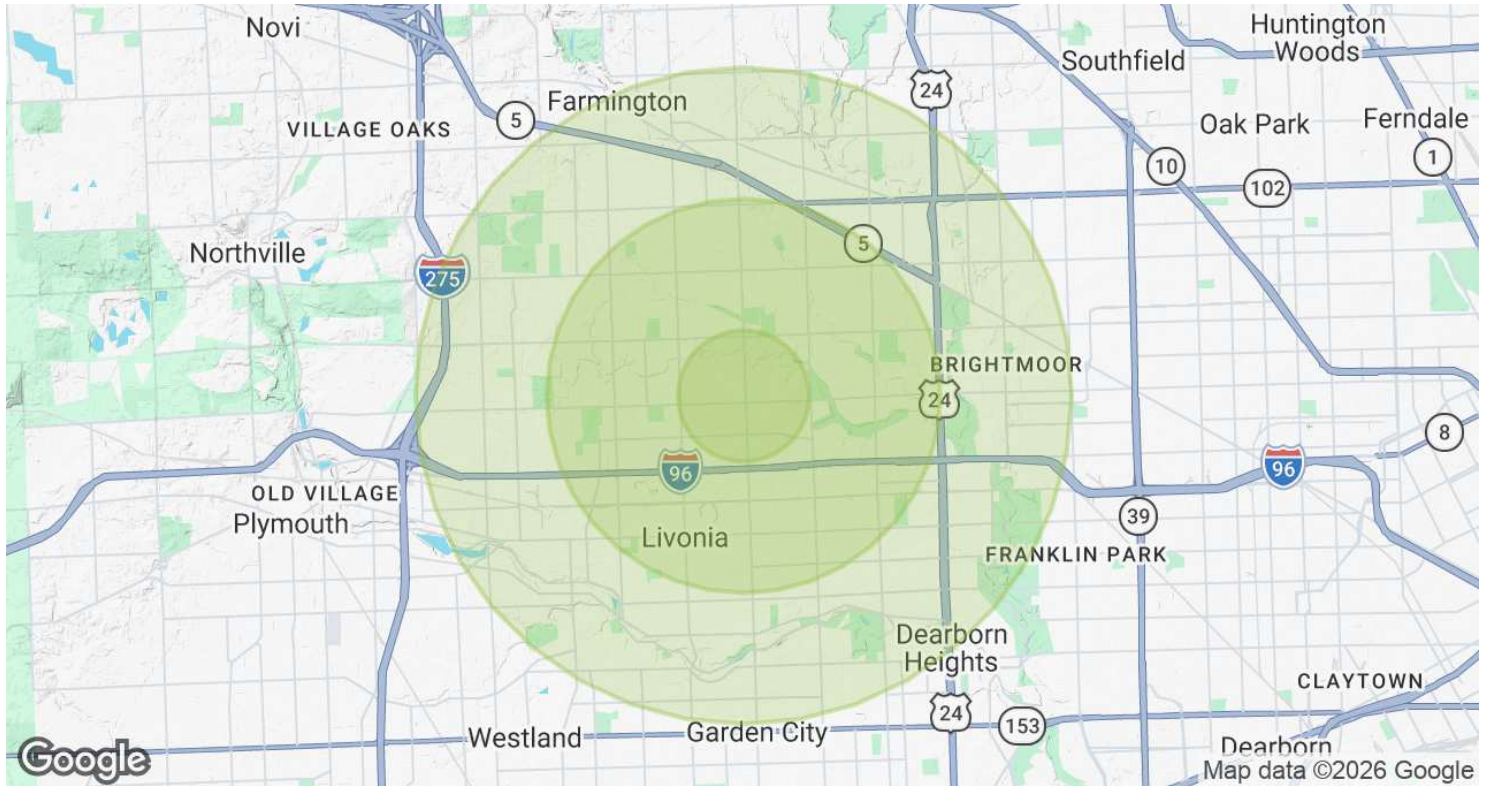 Novi
Huntington
Woods
Southfield
24
Farmington
5
VILLAGE OAKS
Oak Park
Ferndale
1
10
102
Northville
5
275
BRIGHTMOOR
24
8
96
96
OLD VILLAGE
Plymouth
39
Livonia
FRANKLIN PARK
Dearborn
Heights
CLAYTOWN
24
153
Westland
Garden City
Dearborn
Google
Map data ©2026 Google